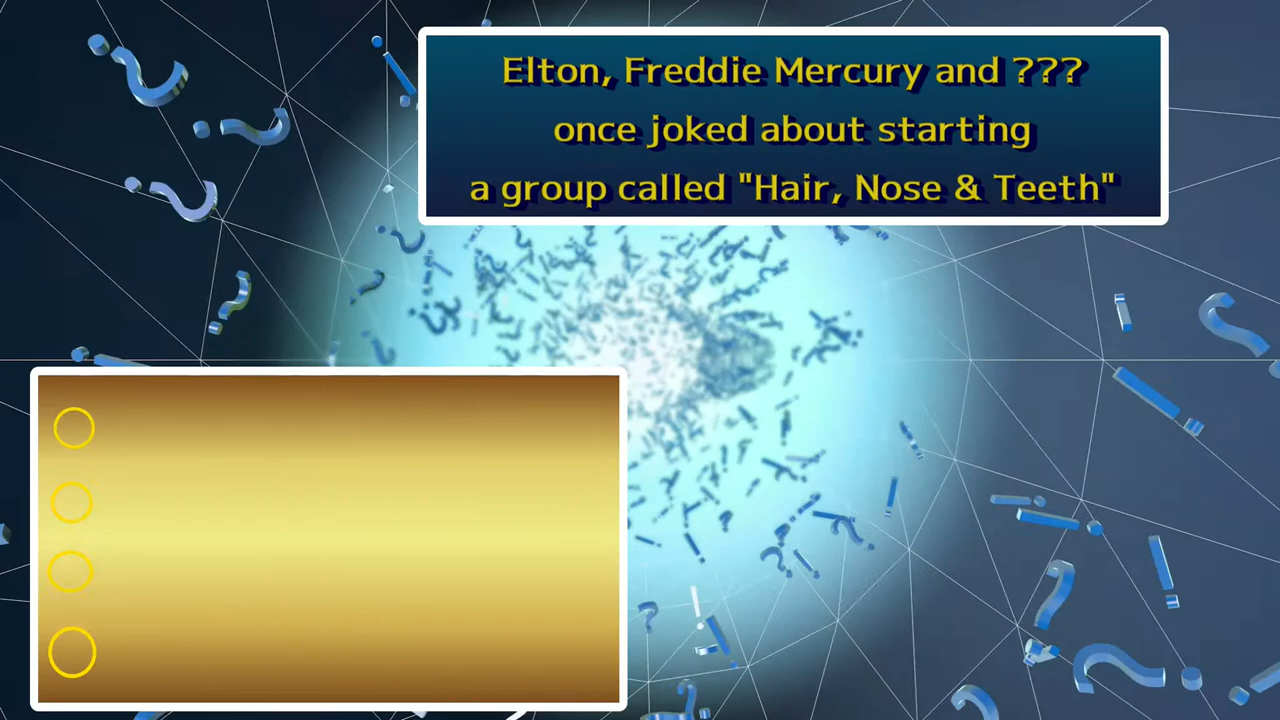 Elton, Freddie Mercury and ???
once joked about starting
a group called "Hair, Nose & Teeth"